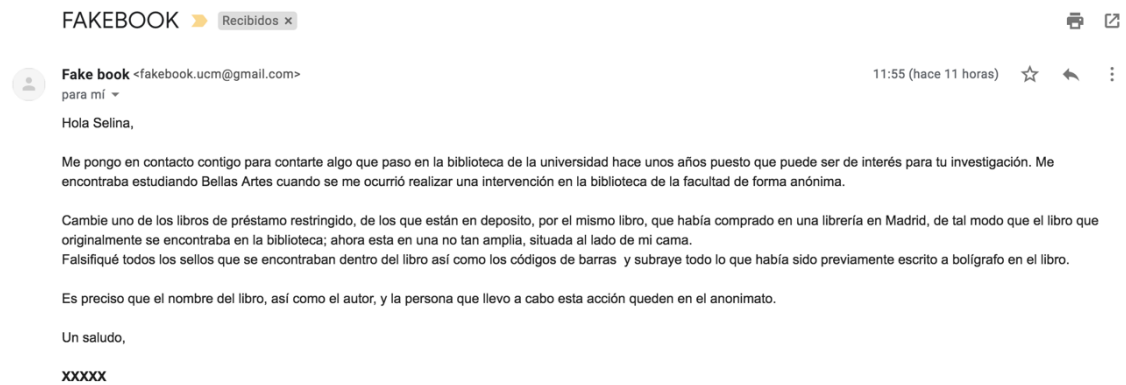 FAKEBOOK Recibidos ×
Fake book <fakebook.ucm@gmail.com> 11:55 (hace 11 horas)
para mí
Hola Selina,
Me pongo en contacto contigo para contarte algo que paso en la biblioteca de la universidad hace unos años puesto que puede ser de interés para tu investigación. Me
encontraba estudiando Bellas Artes cuando se me ocurrió realizar una intervención en la biblioteca de la facultad de forma anónima.
Cambie uno de los libros de préstamo restringido, de los que están en deposito, por el mismo libro, que había comprado en una librería en Madrid, de tal modo que el libro que
originalmente se encontraba en la biblioteca; ahora esta en una no tan amplia, situada al lado de mi cama.
Falsifiqué todos los sellos que se encontraban dentro del libro así como los códigos de barras y subraye todo lo que había sido previamente escrito a bolígrafo en el libro.
Es preciso que el nombre del libro, así como el autor, y la persona que llevo a cabo esta acción queden en el anonimato.
Un saludo,
XXXXX